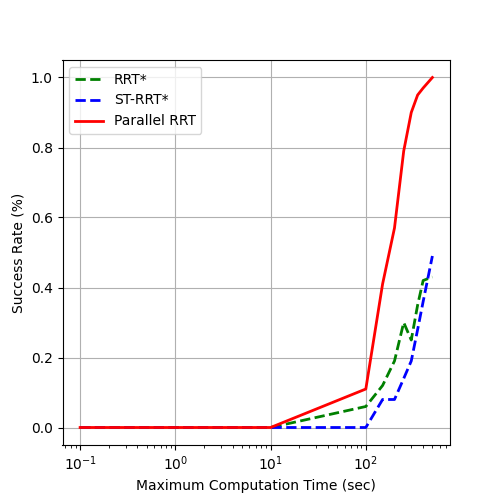 RRT*
ST-RRT*
Parallel RRT
1.0
0.8
0.6
0.4
0.2
0.0
Success Rate (%)
10⁻¹ 10⁰ 10¹ 10²
Maximum Computation Time (sec)